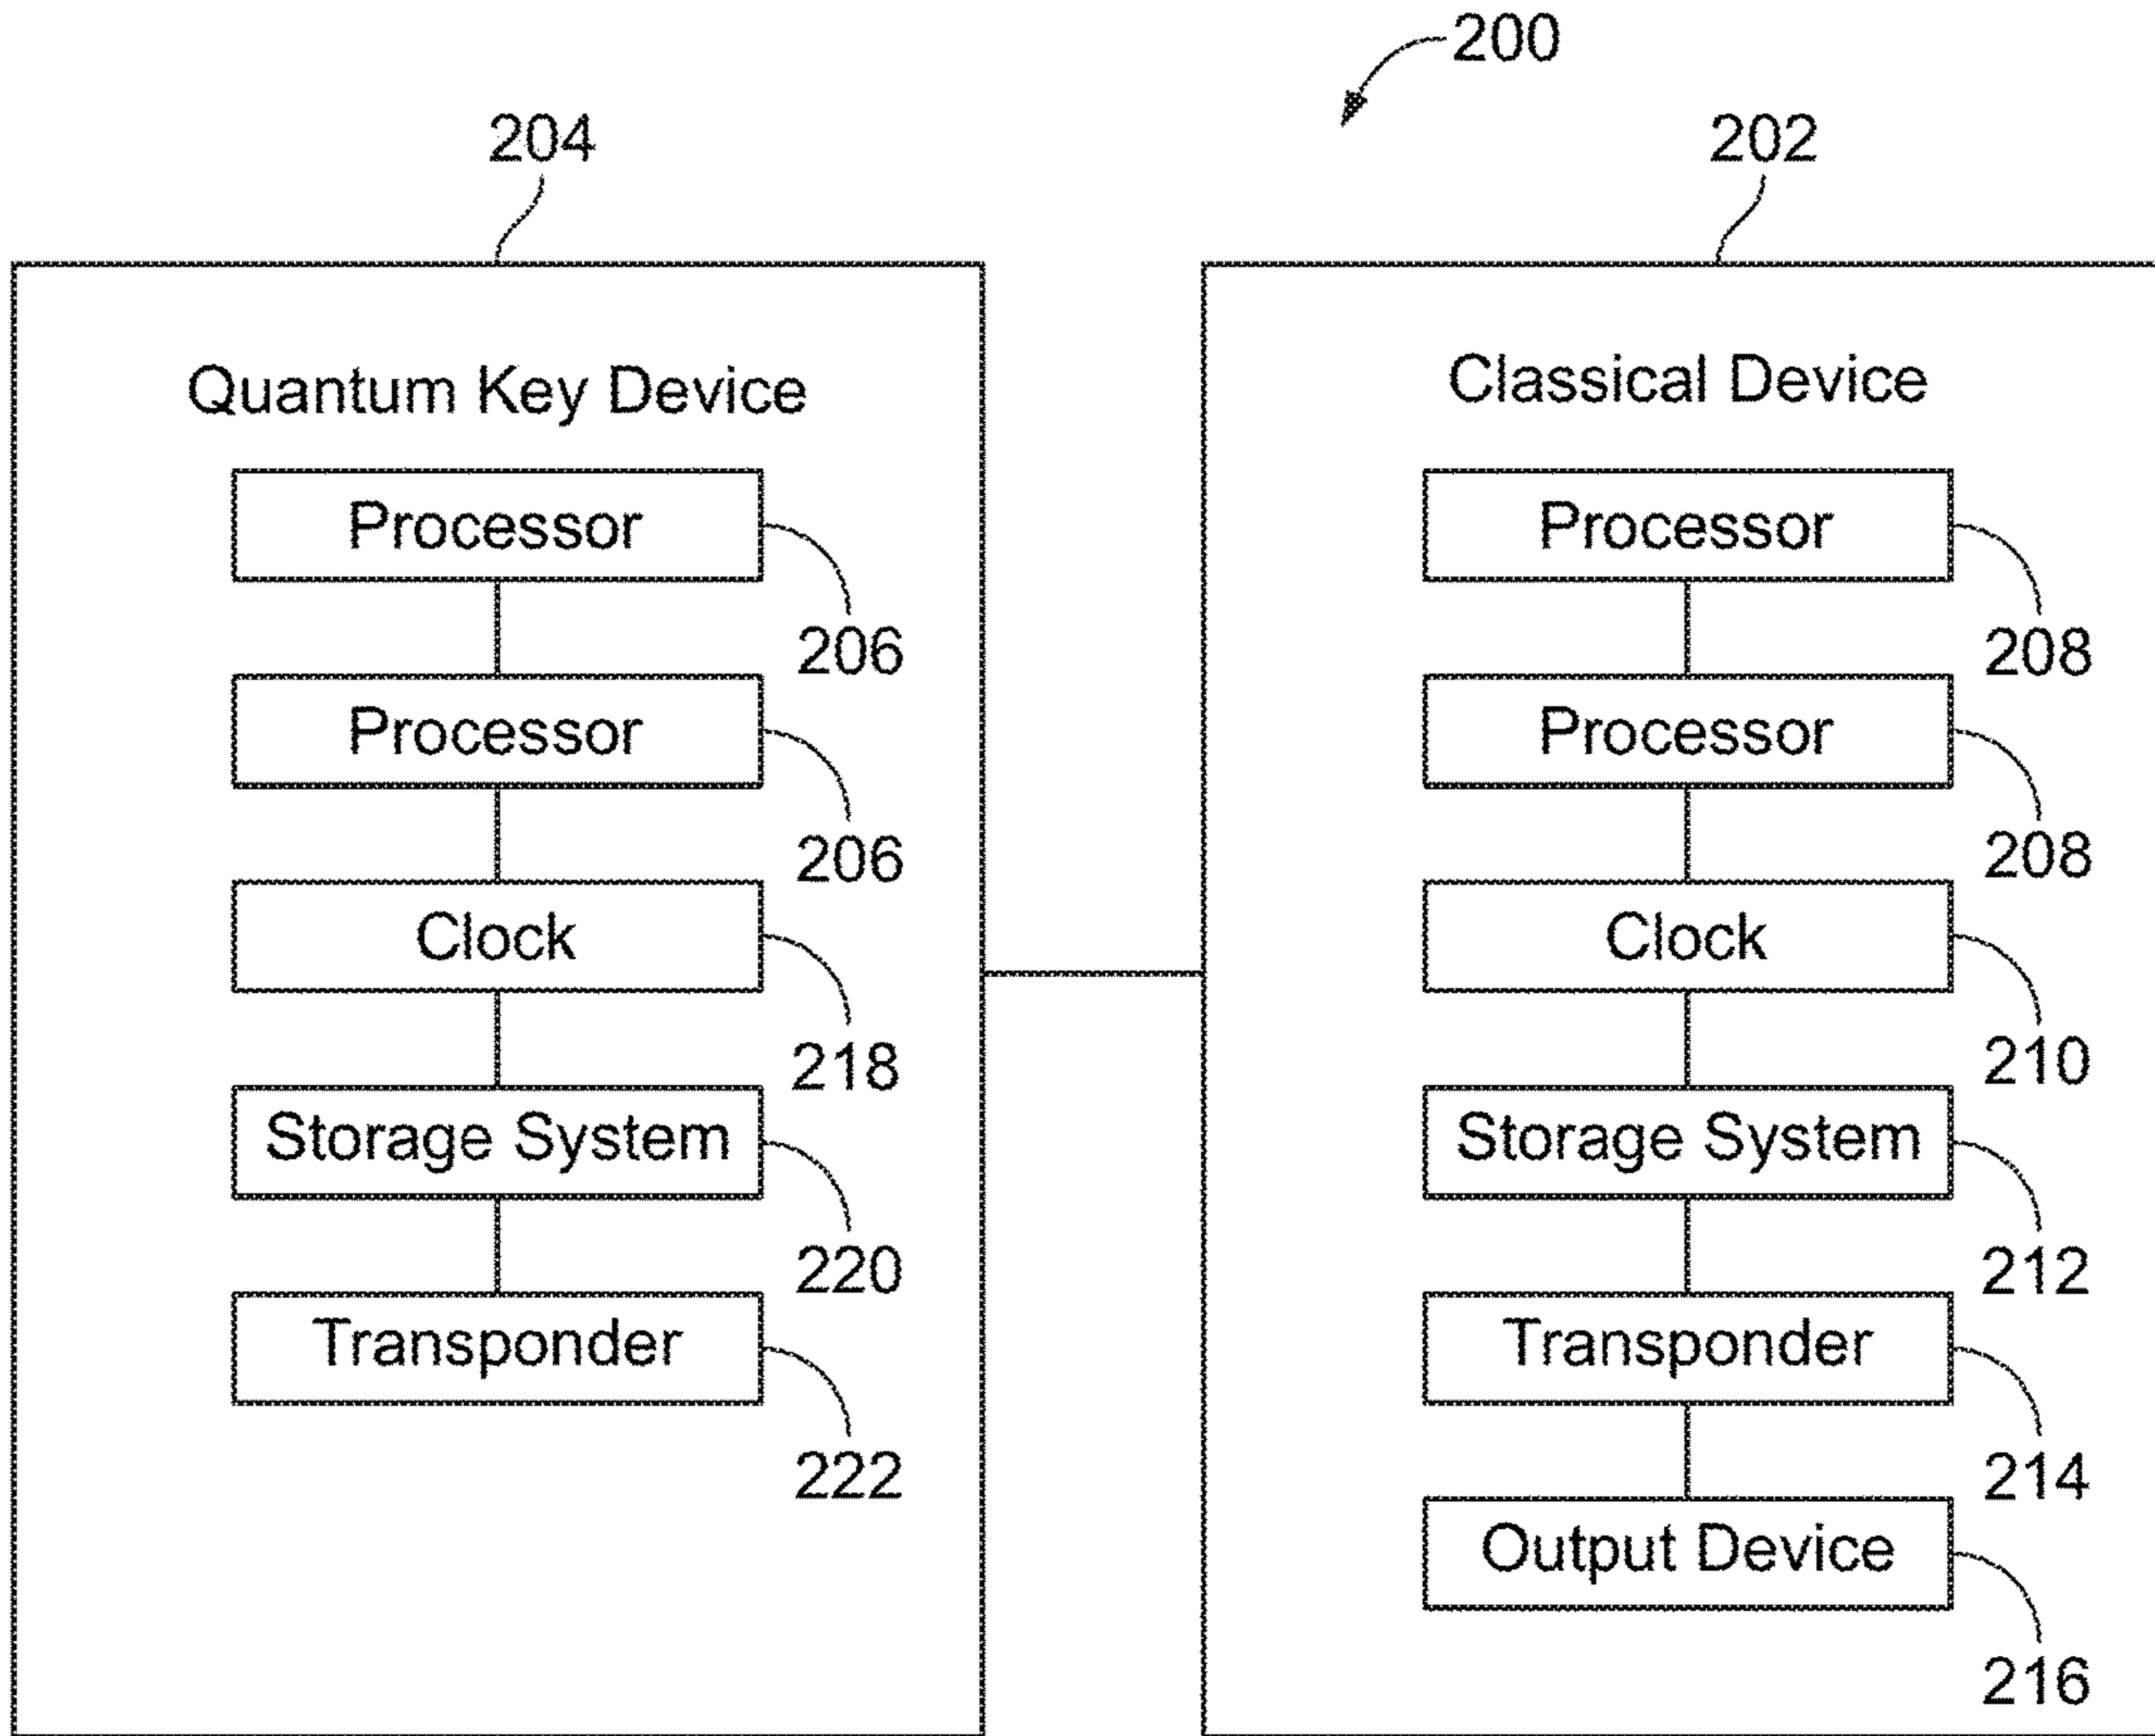 200
204
202
Quantum Key Device
Processor
206
Processor
206
Clock
218
Storage System
220
Transponder
222
Classical Device
Processor
208
Processor
208
Clock
210
Storage System
212
Transponder
214
Output Device
216